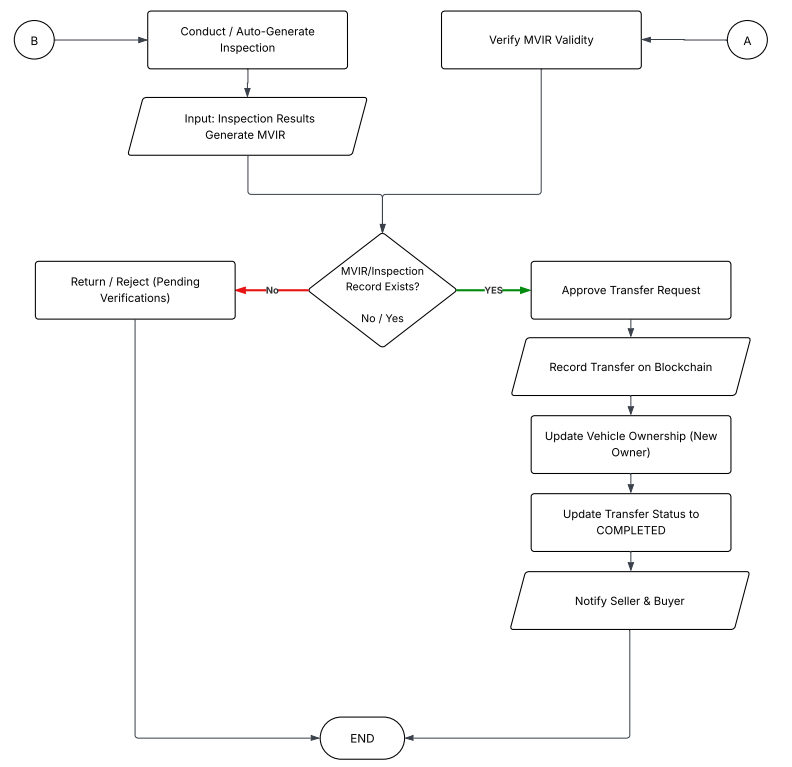 B
Conduct / Auto-Generate
Inspection
Verify MVIR Validity
A
Input: Inspection Results
Generate MVIR
MVIR/Inspection
Record Exists?
No / Yes
No
YES
Return / Reject (Pending
Verifications)
Approve Transfer Request
Record Transfer on Blockchain
Update Vehicle Ownership (New
Owner)
Update Transfer Status to
COMPLETED
Notify Seller & Buyer
END